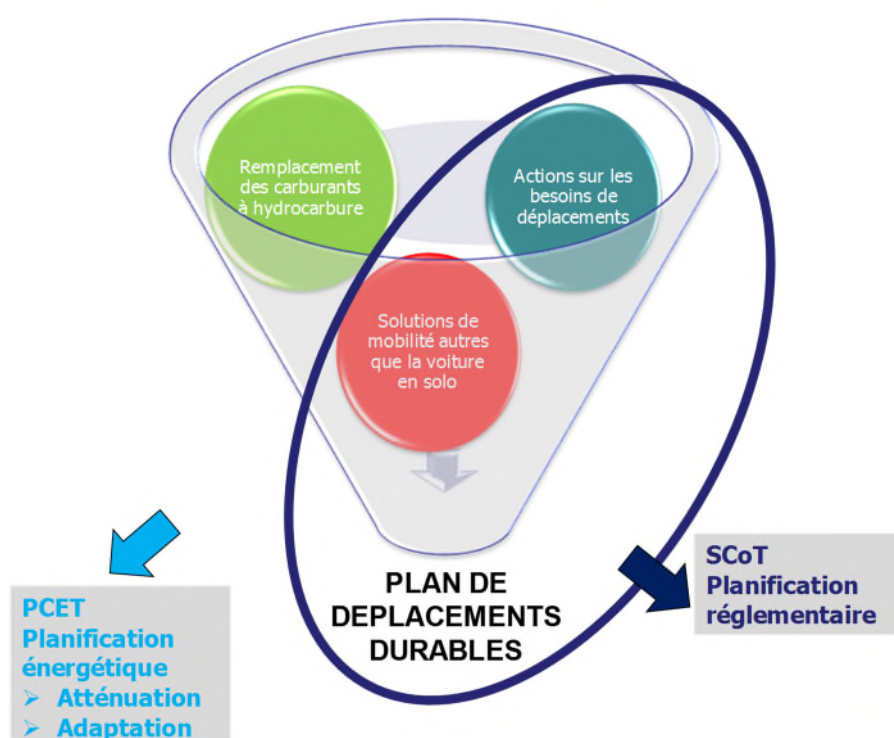 Remplacement
des carburants
à hydrocarbure
Actions sur les
besoins de
déplacements
Solutions de
mobilité autres
que la voiture
en solo
PLAN DE
DEPLACEMENTS
DURABLES
SCoT
Planification
réglementaire
PCET
Planification
énergétique
➢ Atténuation
➢ Adaptation